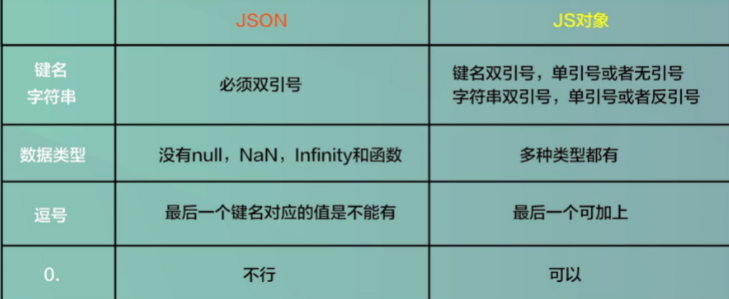 JSON
JS对象
键名
字符串
必须双引号
键名双引号，单引号或者无引号
字符串双引号，单引号或者反引号
数据类型
没有null，NaN，Infinity和函数
多种类型都有
逗号
最后一个键名对应的值是不能有
最后一个可加上
0.
不行
可以